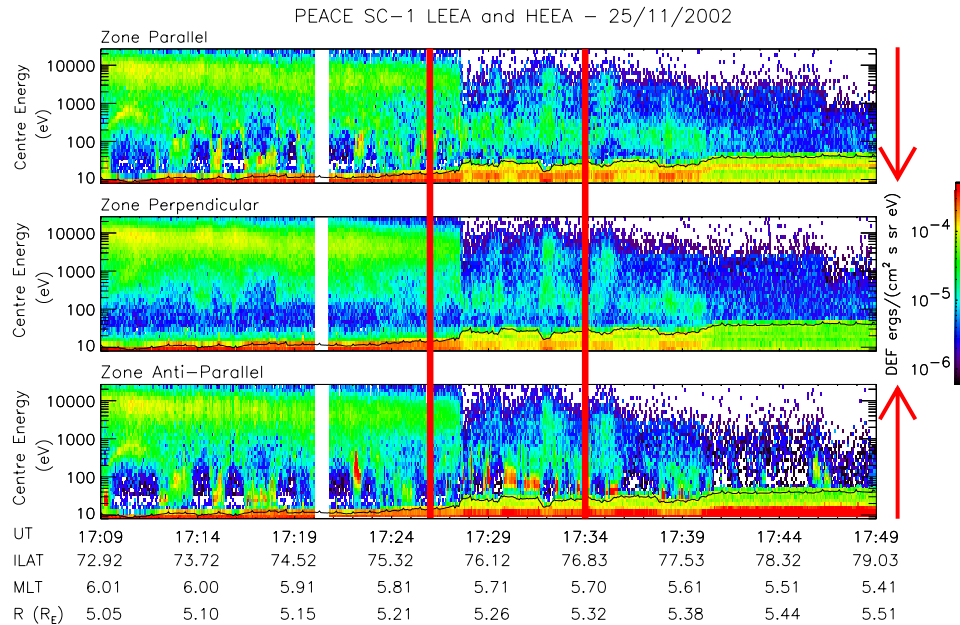 PEACE SC-1 LEEA and HEEA - 25/11/2002
Zone Parallel
Centre Energy
(eV)
10000
1000
100
10
Zone Perpendicular
Centre Energy
(eV)
10000
1000
100
10
Zone Anti-Parallel
Centre Energy
(eV)
10000
1000
100
10
DEF ergs/(cm² s sr eV)
10⁻⁴
10⁻⁵
10⁻⁶
UT 17:09 17:14 17:19 17:24 17:29 17:34 17:39 17:44 17:49
ILAT 72.92 73.72 74.52 75.32 76.12 76.83 77.53 78.32 79.03
MLT 6.01 6.00 5.91 5.81 5.71 5.70 5.61 5.51 5.41
R (R_E) 5.05 5.10 5.15 5.21 5.26 5.32 5.38 5.44 5.51